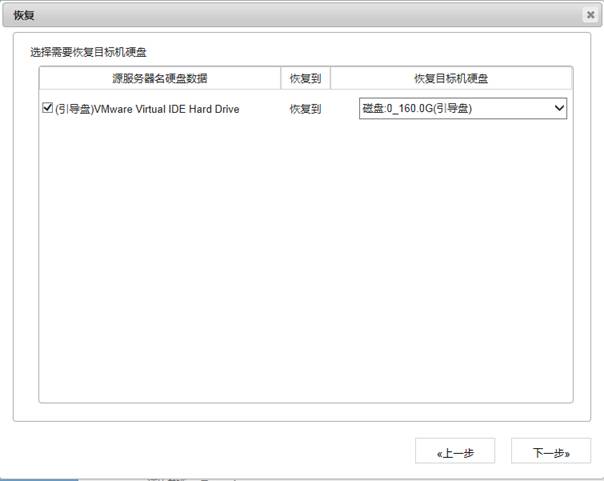 恢复
选择需要恢复目标机硬盘
源服务器名硬盘数据 恢复到 恢复目标机硬盘
(引导盘)VMware Virtual IDE Hard Drive 恢复到 磁盘:0_160.0G(引导盘)
«上一步 下一步»